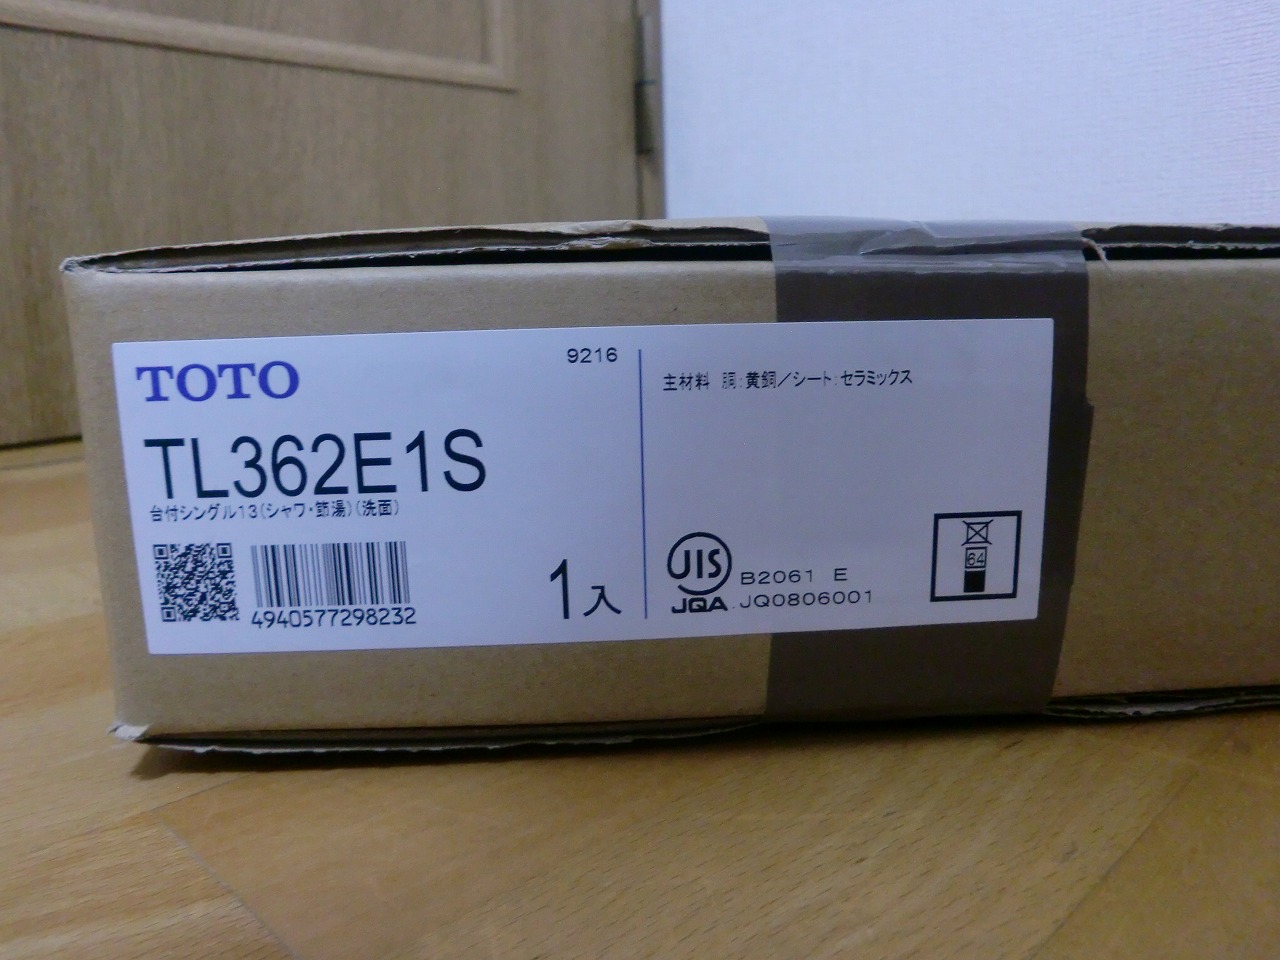 TOTO
9216
TL362E1S
台付シングル13(シャワ・節湯)(洗面)
4940577298232
1入
主材料 胴:黄銅/シート:セラミックス
JIS
B2061 E
JQA JQ0806001
64